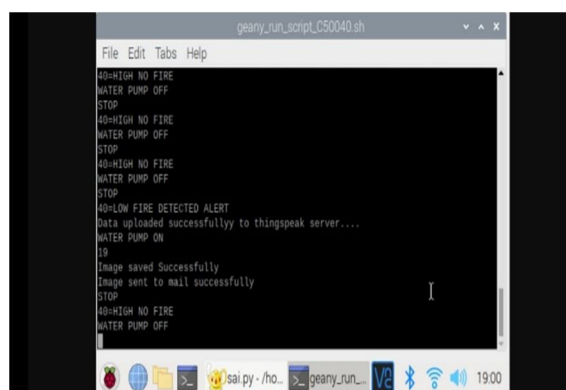 geany_run_script_C50040.sh
File Edit Tabs Help
40=HIGH NO FIRE
WATER PUMP OFF
STOP
40=HIGH NO FIRE
WATER PUMP OFF
STOP
40=HIGH NO FIRE
WATER PUMP OFF
STOP
40=LOW FIRE DETECTED ALERT
Data uploaded successfullyy to thingspeak server....
WATER PUMP ON
19
Image saved Successfully
Image sent to mail successfully
STOP
40=HIGH NO FIRE
WATER PUMP OFF
sai.py - /ho... geany_run_... 19:00